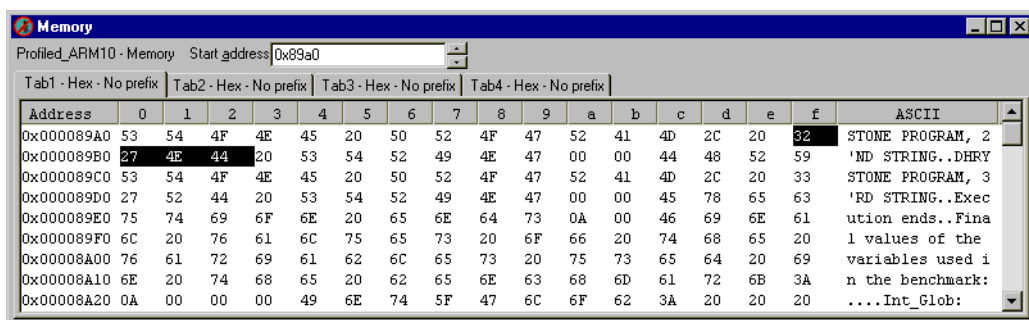 Memory
Profiled_ARM10 - Memory Start address 0x89a0
Tab1 - Hex - No prefix Tab2 - Hex - No prefix Tab3 - Hex - No prefix Tab4 - Hex - No prefix
Address 0 1 2 3 4 5 6 7 8 9 a b c d e f ASCII
0x000089A0 53 54 4F 4E 45 20 50 52 4F 47 52 41 4D 2C 20 32 STONE PROGRAM, 2
0x000089B0 27 4E 44 20 53 54 52 49 4E 47 00 00 44 48 52 59 'ND STRING..DHRY
0x000089C0 53 54 4F 4E 45 20 50 52 4F 47 52 41 4D 2C 20 33 STONE PROGRAM, 3
0x000089D0 27 52 44 20 53 54 52 49 4E 47 00 00 45 78 65 63 'RD STRING..Exec
0x000089E0 75 74 69 6F 6E 20 65 6E 64 73 0A 00 46 69 6E 61 ution ends..Fina
0x000089F0 6C 20 76 61 6C 75 65 73 20 6F 66 20 74 68 65 20 l values of the
0x00008A00 76 61 72 69 61 62 6C 65 73 20 75 73 65 64 20 69 variables used i
0x00008A10 6E 20 74 68 65 20 62 65 6E 63 68 6D 61 72 6B 3A n the benchmark:
0x00008A20 0A 00 00 00 49 6E 74 5F 47 6C 6F 62 3A 20 20 20 ....Int_Glob: